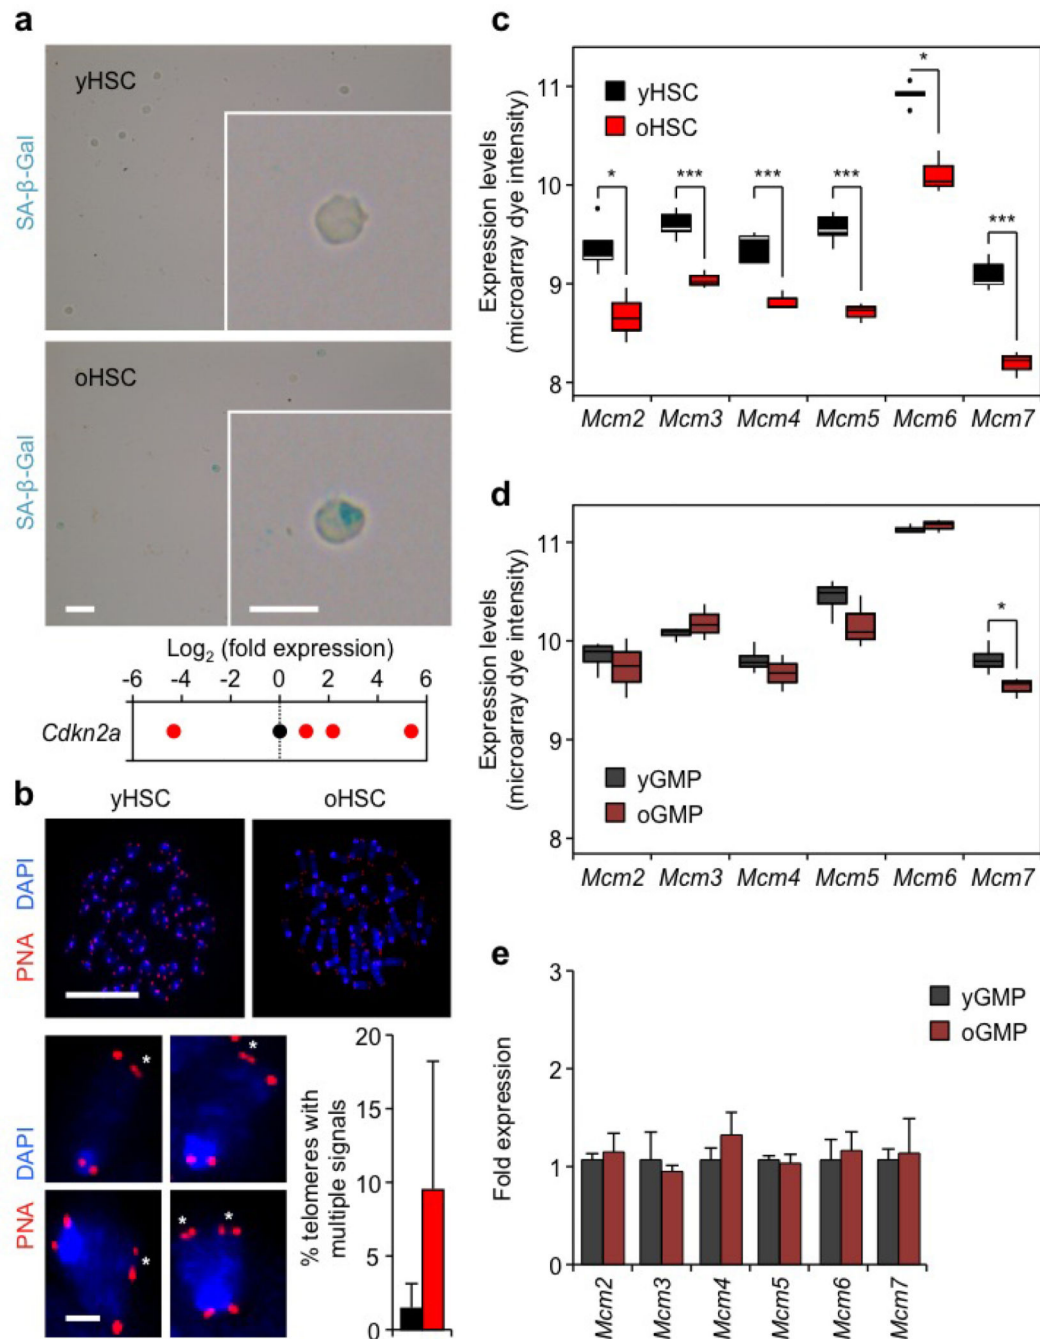 a
yHSC
SA-β-Gal
oHSC
SA-β-Gal
Log2 (fold expression)
-6 -4 -2 0 2 4 6
Cdkn2a
b
yHSC oHSC
PNA DAPI
PNA DAPI
*
*
*
* *
% telomeres with
multiple signals
20
15
10
5
0
c
Expression levels
(microarray dye intensity)
11
10
9
8
yHSC
oHSC
* *** *** *** * ***
Mcm2 Mcm3 Mcm4 Mcm5 Mcm6 Mcm7
d
Expression levels
(microarray dye intensity)
11
10
9
8
yGMP
oGMP
*
Mcm2 Mcm3 Mcm4 Mcm5 Mcm6 Mcm7
e
Fold expression
3
2
1
0
yGMP
oGMP
Mcm2 Mcm3 Mcm4 Mcm5 Mcm6 Mcm7